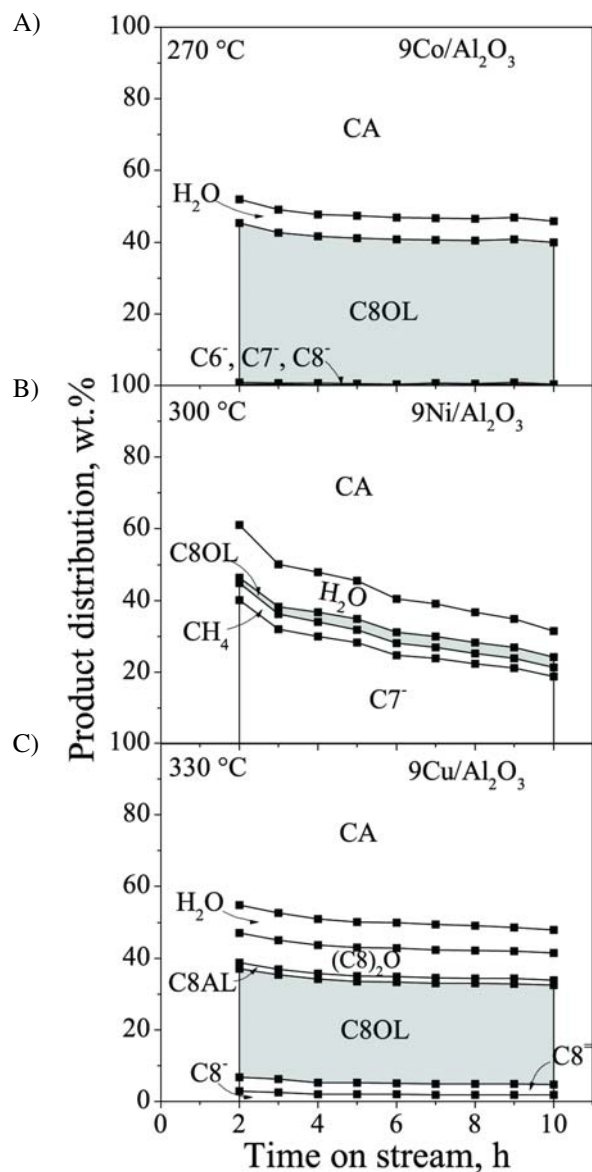 A)
100
270 °C 9Co/Al₂O₃
80
CA
60
H₂O
40
C8OL
20
C6⁻, C7⁻, C8⁻
B)
100
300 °C 9Ni/Al₂O₃
80
CA
60
C8OL
H₂O
40
CH₄
20
C7⁻
C)
100
330 °C 9Cu/Al₂O₃
80
CA
60
H₂O
(C8)₂O
40
C8AL
C8OL
20
C8⁻
C8⁼
0
0 2 4 6 8 10
Time on stream, h
Product distribution, wt.%